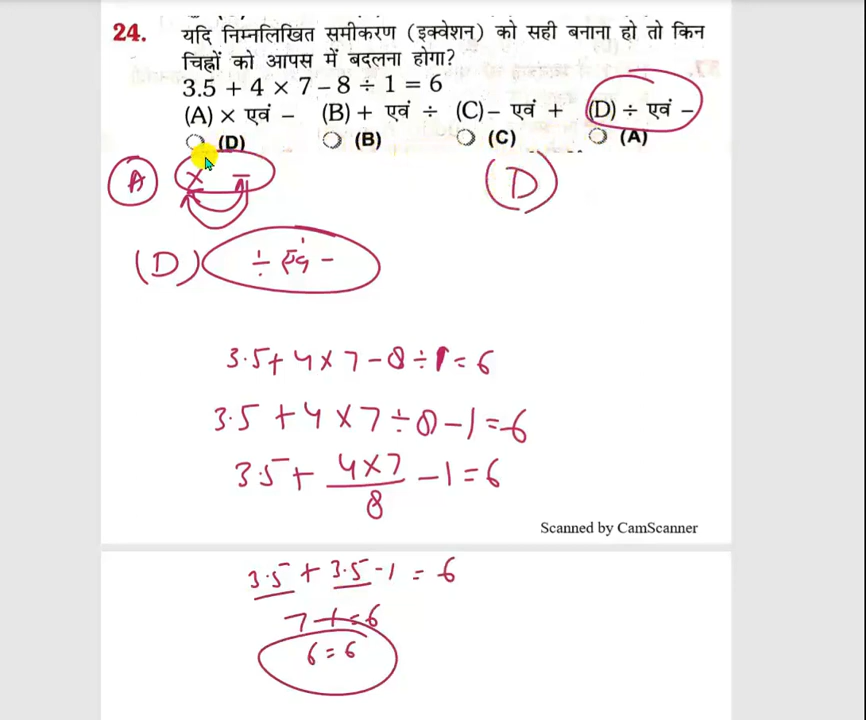 24. यदि निम्नलिखित समीकरण (इक्वेशन) को सही बनाना हो तो किन
चिह्नों को आपस में बदलना होगा?
3.5 + 4 × 7 – 8 ÷ 1 = 6
(A) × एवं – (B) + एवं ÷ (C) – एवं + (D) ÷ एवं –
(D) (B) (C) (A)
A × –
(D)
(D) ÷ एवं –
3.5+4×7–8÷1=6
3.5+4×7÷8–1=6
3.5+ 4×7/8 –1=6
Scanned by CamScanner
3.5+3.5-1=6
7-1=6
6=6